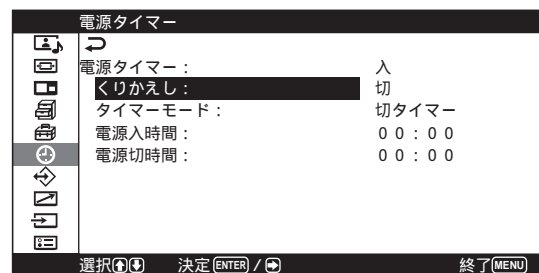 電源タイマー
電源タイマー： 入
くりかえし： 切
タイマーモード： 切タイマー
電源入時間： 00：00
電源切時間： 00：00
選択 決定 ENTER / 終了 MENU